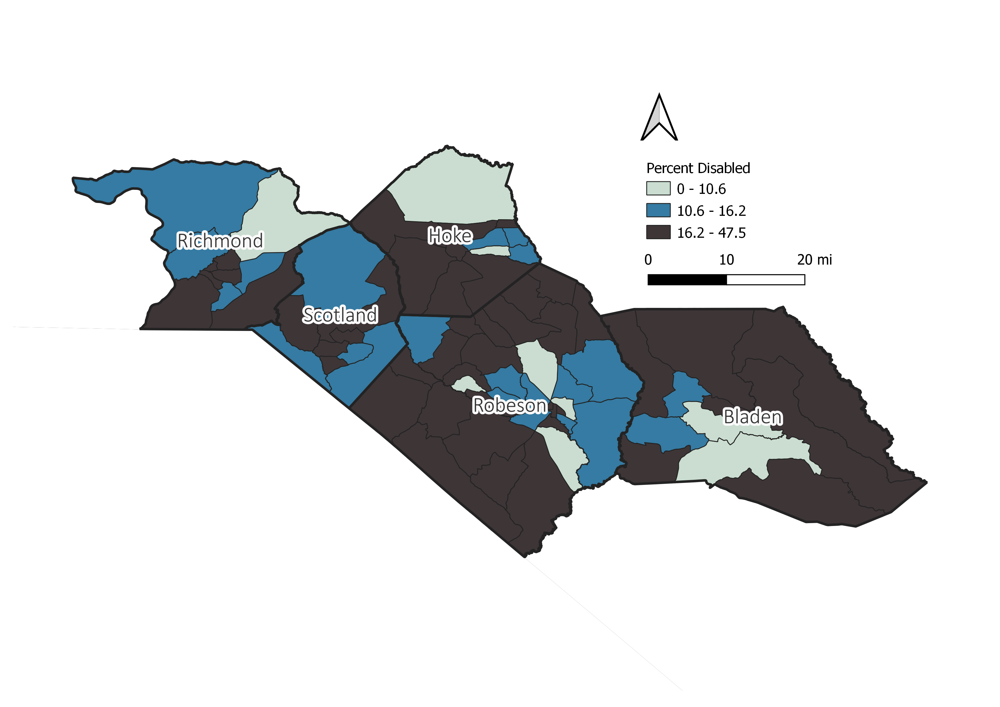 Percent Disabled
0 - 10.6
10.6 - 16.2
16.2 - 47.5
0 10 20 mi
Richmond
Hoke
Scotland
Robeson
Bladen